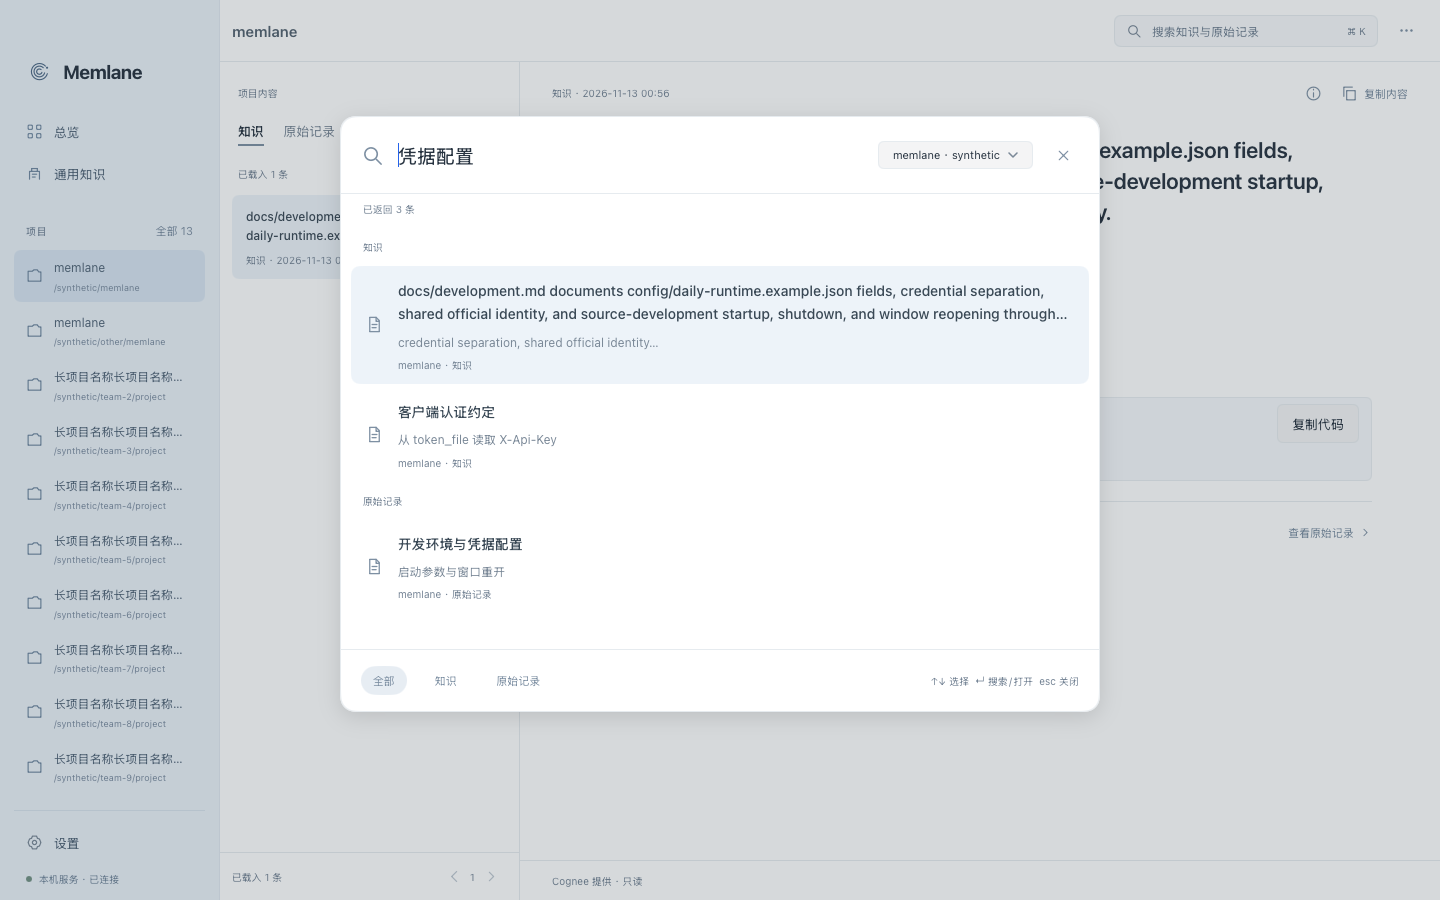 Memlane
总览
通用知识
项目
全部 13
memlane
/synthetic/memlane
memlane
/synthetic/other/memlane
长项目名称长项目名称...
/synthetic/team-2/project
长项目名称长项目名称...
/synthetic/team-3/project
长项目名称长项目名称...
/synthetic/team-4/project
长项目名称长项目名称...
/synthetic/team-5/project
长项目名称长项目名称...
/synthetic/team-6/project
长项目名称长项目名称...
/synthetic/team-7/project
长项目名称长项目名称...
/synthetic/team-8/project
长项目名称长项目名称...
/synthetic/team-9/project
设置
本机服务 · 已连接
memlane
搜索知识与原始记录
⌘ K
项目内容
知识
原始记录
已载入 1 条
docs/developme
daily-runtime.ex
知识 · 2026-11-13 0
已载入 1 条
1
知识 · 2026-11-13 00:56
复制内容
example.json fields,
e-development startup,
y.
复制代码
查看原始记录
Cognee 提供 · 只读
凭据配置
memlane · synthetic
已返回 3 条
知识
docs/development.md documents config/daily-runtime.example.json fields, credential separation,
shared official identity, and source-development startup, shutdown, and window reopening through...
credential separation, shared official identity...
memlane · 知识
客户端认证约定
从 token_file 读取 X-Api-Key
memlane · 知识
原始记录
开发环境与凭据配置
启动参数与窗口重开
memlane · 原始记录
全部
知识
原始记录
↑↓ 选择 ↵ 搜索/打开 esc 关闭